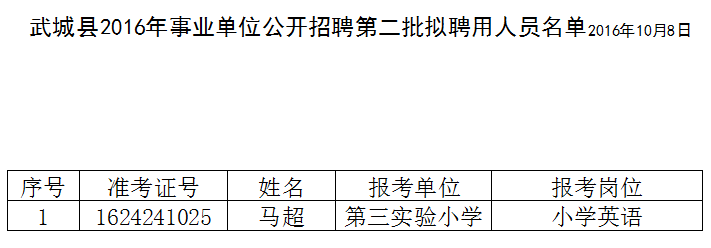 武城县2016年事业单位公开招聘第二批拟聘用人员名单2016年10月8日
序号 准考证号 姓名 报考单位 报考岗位
1 1624241025 马超 第三实验小学 小学英语